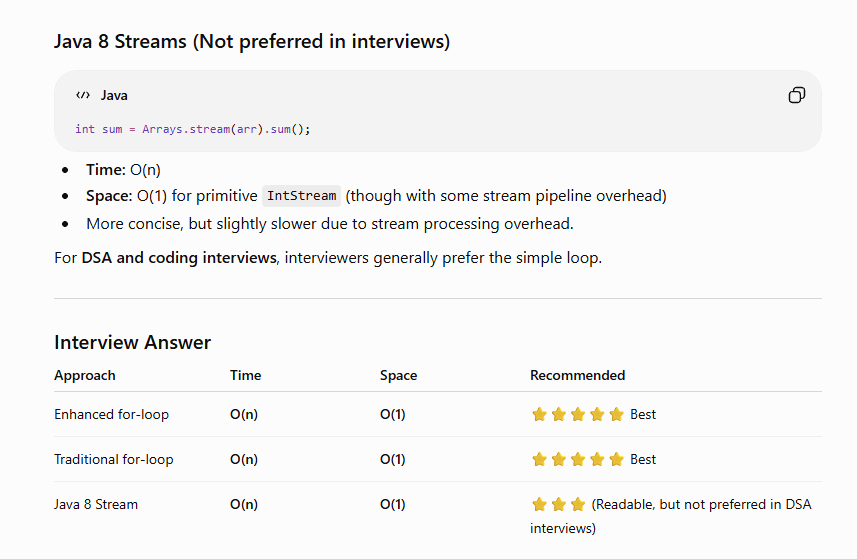 Java 8 Streams (Not preferred in interviews)
Java
int sum = Arrays.stream(arr).sum();
• Time: O(n)
• Space: O(1) for primitive IntStream (though with some stream pipeline overhead)
• More concise, but slightly slower due to stream processing overhead.
For DSA and coding interviews, interviewers generally prefer the simple loop.
Interview Answer
Approach Time Space Recommended
Enhanced for-loop O(n) O(1) ⭐⭐⭐⭐⭐ Best
Traditional for-loop O(n) O(1) ⭐⭐⭐⭐⭐ Best
Java 8 Stream O(n) O(1) ⭐⭐⭐ (Readable, but not preferred in DSA
interviews)